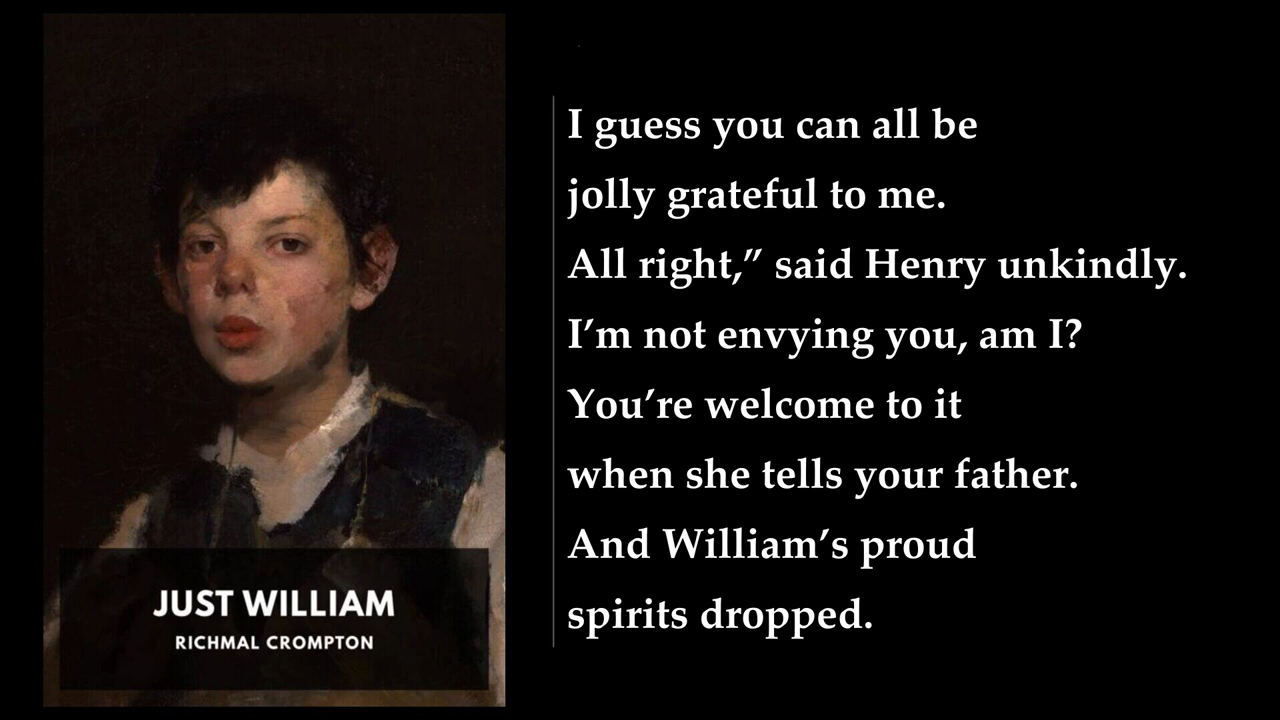 JUST WILLIAM
RICHMAL CROMPTON
I guess you can all be
jolly grateful to me.
All right,” said Henry unkindly.
I’m not envying you, am I?
You’re welcome to it
when she tells your father.
And William’s proud
spirits dropped.